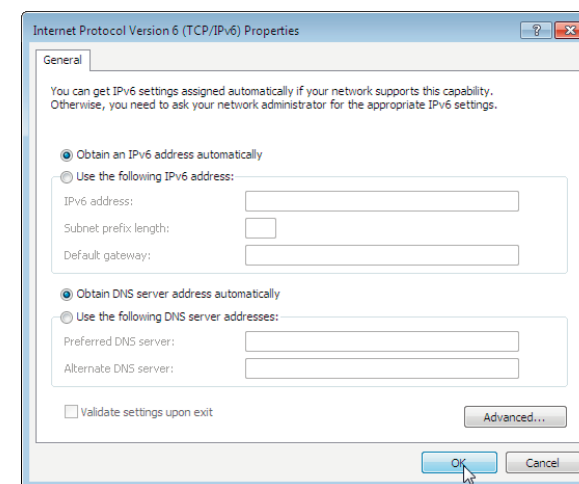 Internet Protocol Version 6 (TCP/IPv6) Properties
General
You can get IPv6 settings assigned automatically if your network supports this capability.
Otherwise, you need to ask your network administrator for the appropriate IPv6 settings.
Obtain an IPv6 address automatically
Use the following IPv6 address:
IPv6 address:
Subnet prefix length:
Default gateway:
Obtain DNS server address automatically
Use the following DNS server addresses:
Preferred DNS server:
Alternate DNS server:
Validate settings upon exit
Advanced...
OK
Cancel